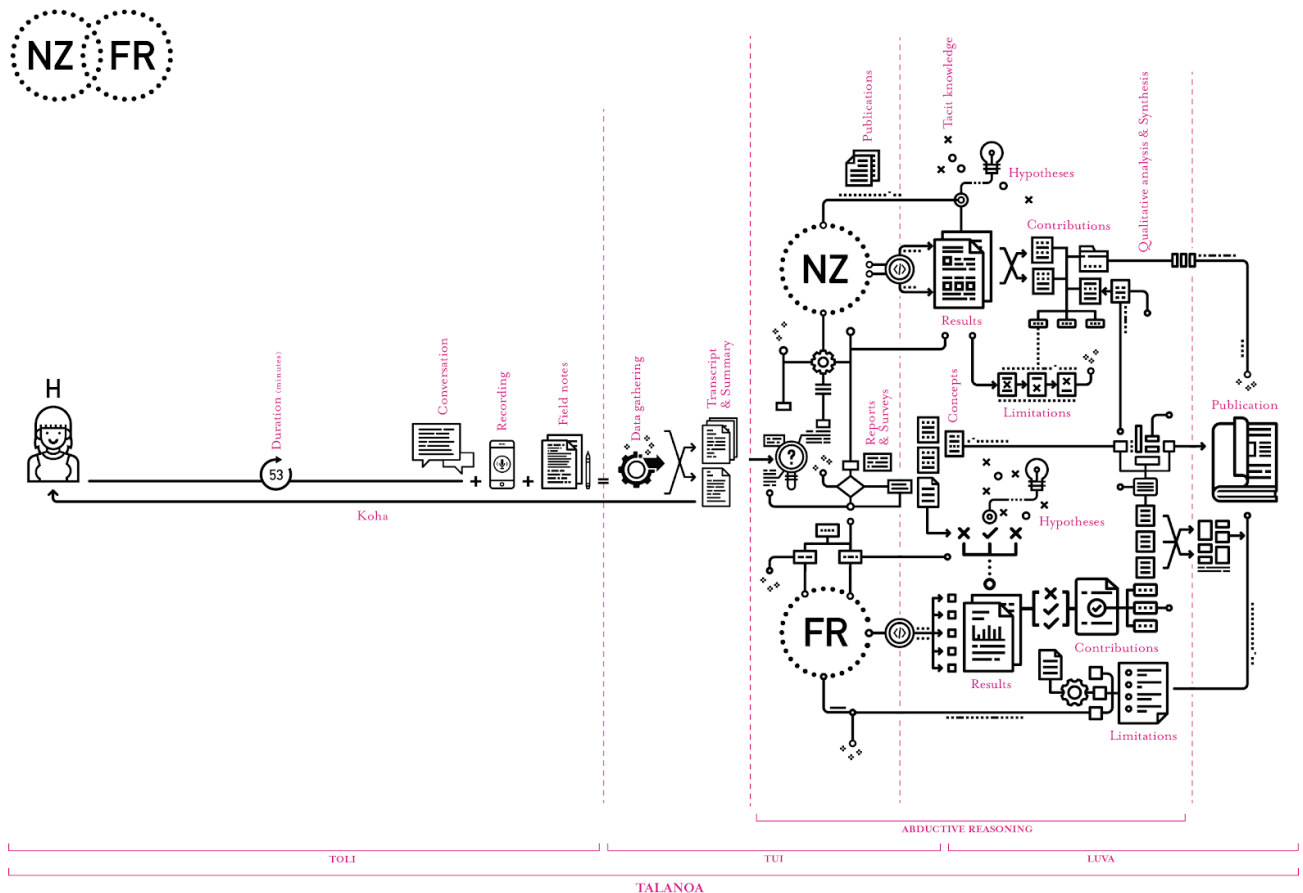 NZ FR
Publications
Tacit knowledge
Qualitative analysis & Synthesis
Hypotheses
Contributions
NZ
Results
Limitations
H
Duration (minutes)
53
Conversation
Recording
Field notes
Data gathering
Transcript
& Summary
Reports
& Surveys
Concepts
Publication
+
+
=
?
Koha
Hypotheses
FR
Results
Contributions
Limitations
ABDUCTIVE REASONING
TOLI
TUI
LUVA
TALANOA